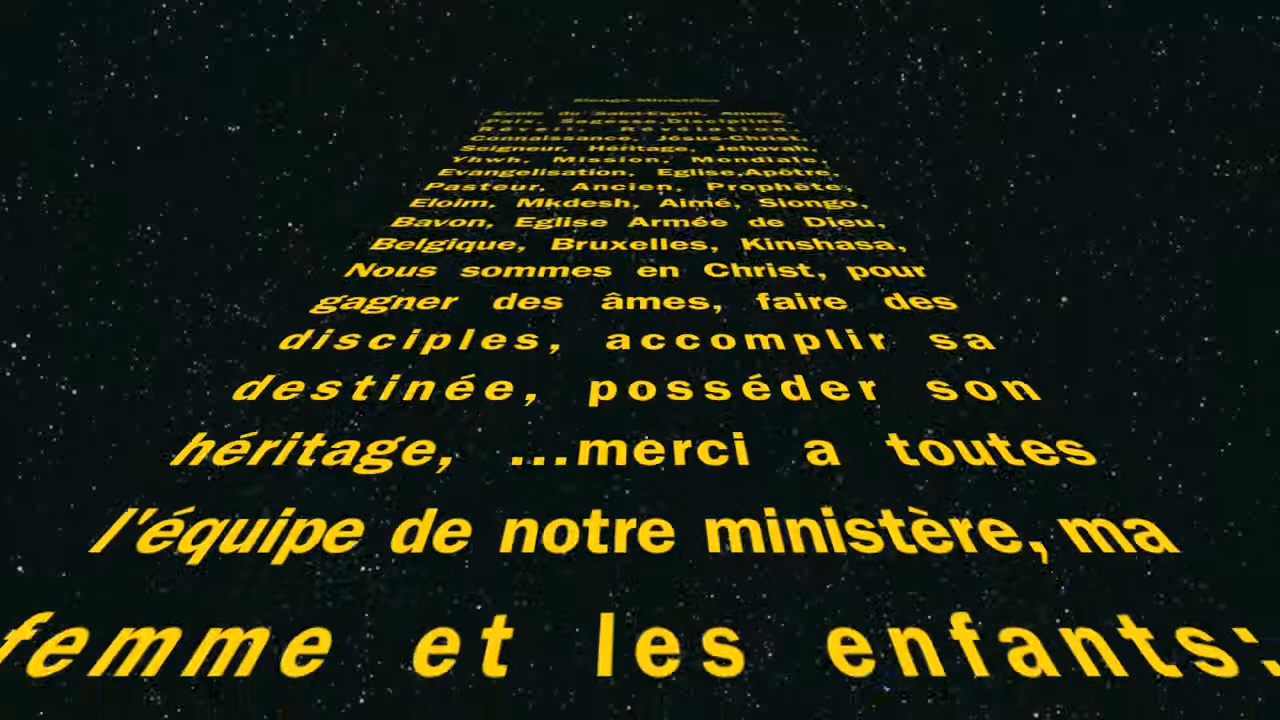 Siongo Ministries
Ecole du Saint-Esprit, Amour,
Paix, Sagesse,Discipline,
Réveil, Révélation,
Connaissance, Jésus-Christ,
Seigneur, Héritage, Jehovah,
Yhwh, Mission, Mondiale,
Evangelisation, Eglise,Apôtre,
Pasteur, Ancien, Prophète,
Eloim, Mkdesh, Aimé, Siongo,
Bavon, Eglise Armée de Dieu,
Belgique, Bruxelles, Kinshasa,
Nous sommes en Christ, pour
gagner des âmes, faire des
disciples, accomplir sa
destinée, posséder son
héritage, ...merci a toutes
l'équipe de notre ministère, ma
femme et les enfants: